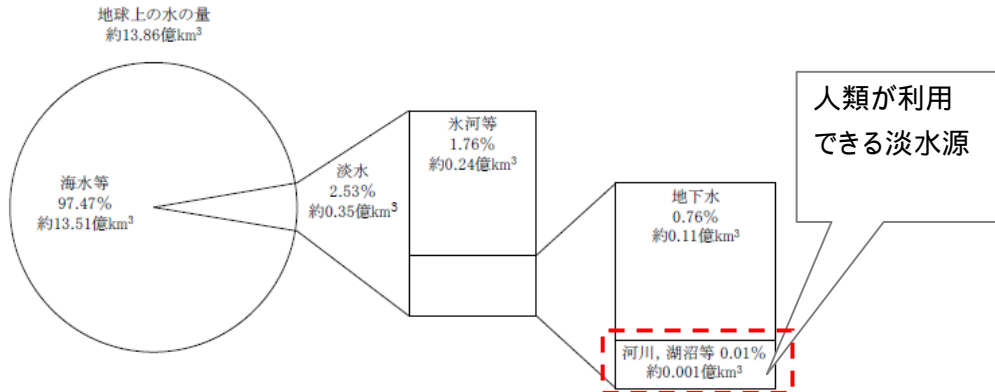 地球上の水の量
約13.86億km³
海水等
97.47%
約13.51億km³
淡水
2.53%
約0.35億km³
氷河等
1.76%
約0.24億km³
地下水
0.76%
約0.11億km³
河川, 湖沼等 0.01%
約0.001億km³
人類が利用
できる淡水源